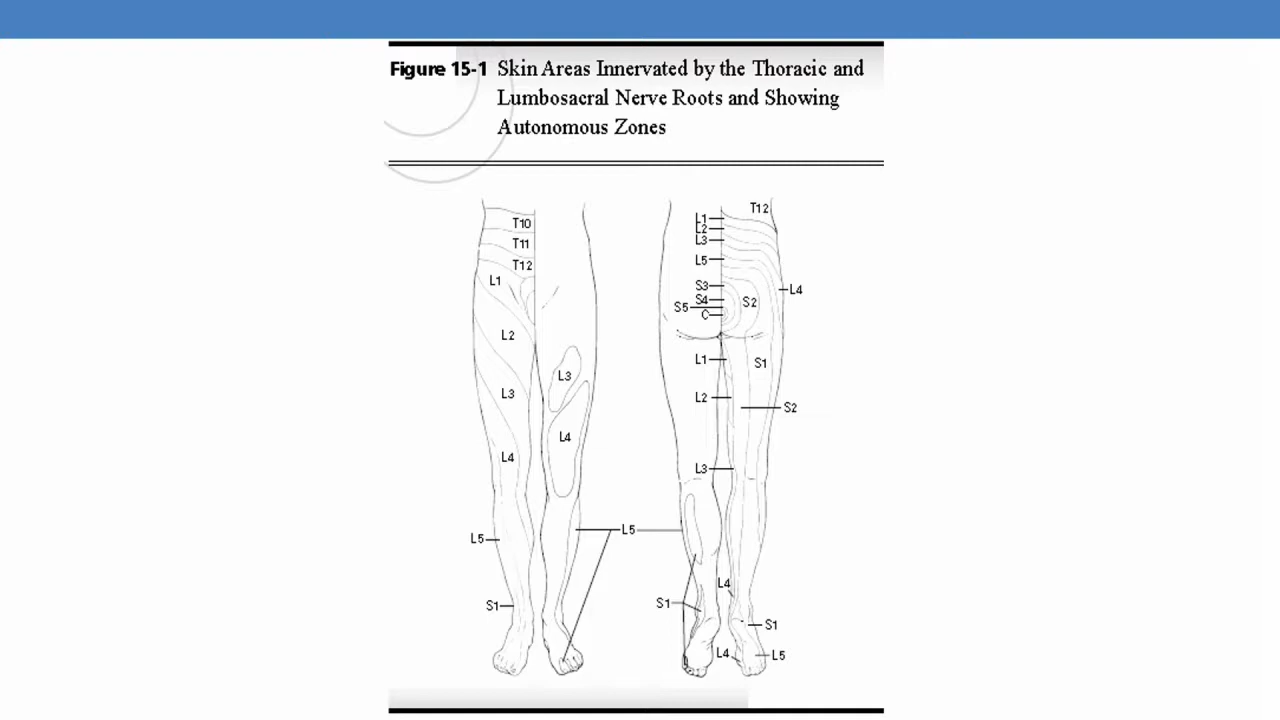 Figure 15-1 Skin Areas Innervated by the Thoracic and
Lumbosacral Nerve Roots and Showing
Autonomous Zones
T10
T11
T12
L1
L2
L3
L4
L5
S1
L3
L4
L5
T12
L1
L2
L3
L5
S3
S4
S5
C
S2
L4
L1
S1
L2
S2
L3
S1
L4
S1
L4
L5